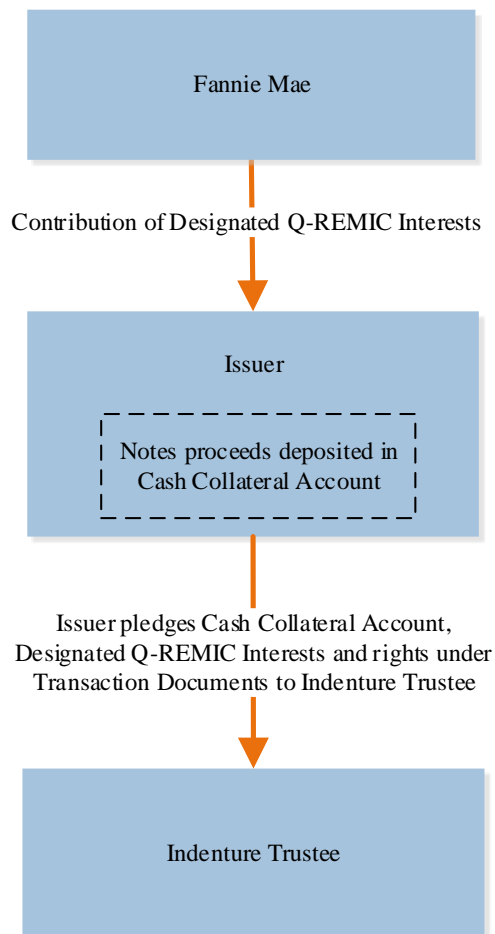 Fannie Mae
Contribution of Designated Q-REMIC Interests
Issuer
Notes proceeds deposited in
Cash Collateral Account
Issuer pledges Cash Collateral Account,
Designated Q-REMIC Interests and rights under
Transaction Documents to Indenture Trustee
Indenture Trustee